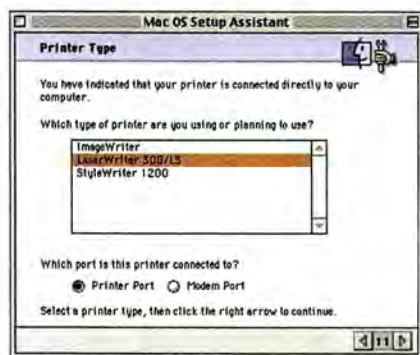 Mac OS Setup Assistant
Printer Type
You have indicated that your printer is connected directly to your
computer.
Which type of printer are you using or planning to use?
ImageWriter
LaserWriter 300/LS
StyleWriter 1200
Which port is this printer connected to?
Printer Port Modem Port
Select a printer type, then click the right arrow to continue.
11